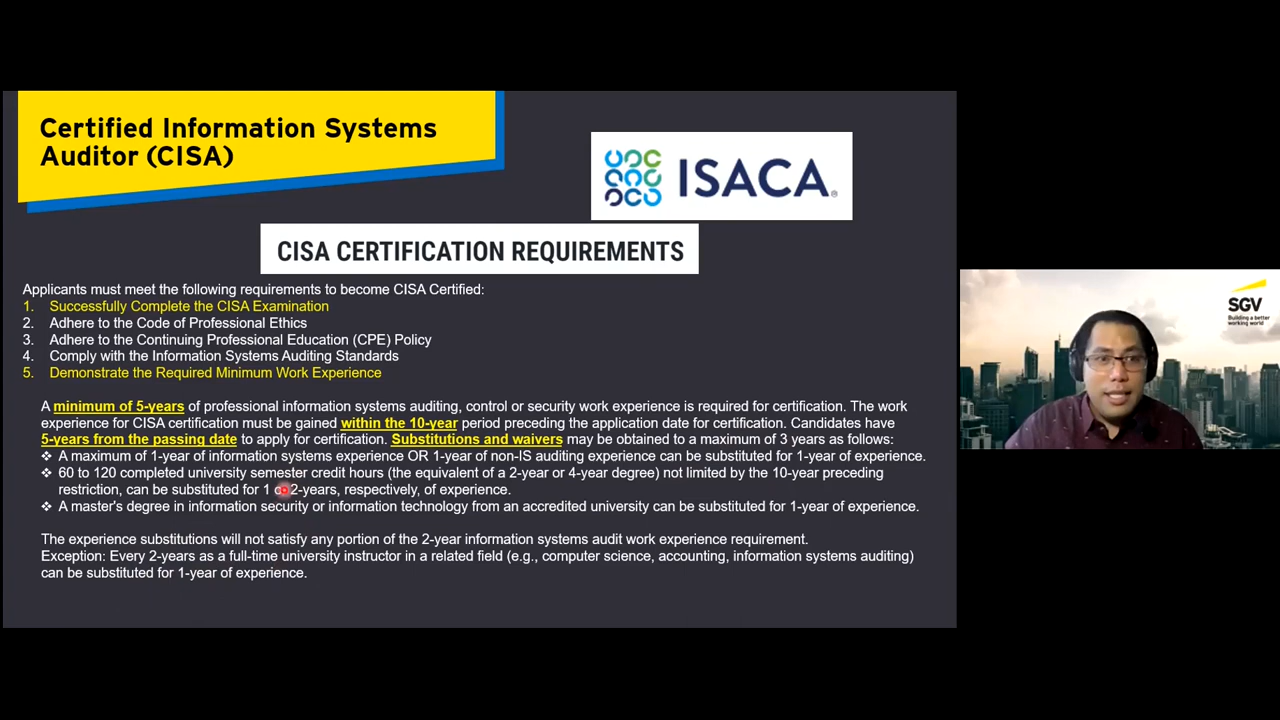 Certified Information Systems
Auditor (CISA)
ISACA®
CISA CERTIFICATION REQUIREMENTS
Applicants must meet the following requirements to become CISA Certified:
1. Successfully Complete the CISA Examination
2. Adhere to the Code of Professional Ethics
3. Adhere to the Continuing Professional Education (CPE) Policy
4. Comply with the Information Systems Auditing Standards
5. Demonstrate the Required Minimum Work Experience
A minimum of 5-years of professional information systems auditing, control or security work experience is required for certification. The work
experience for CISA certification must be gained within the 10-year period preceding the application date for certification. Candidates have
5-years from the passing date to apply for certification. Substitutions and waivers may be obtained to a maximum of 3 years as follows:
❖ A maximum of 1-year of information systems experience OR 1-year of non-IS auditing experience can be substituted for 1-year of experience.
❖ 60 to 120 completed university semester credit hours (the equivalent of a 2-year or 4-year degree) not limited by the 10-year preceding
restriction, can be substituted for 1 2-years, respectively, of experience.
❖ A master's degree in information security or information technology from an accredited university can be substituted for 1-year of experience.
The experience substitutions will not satisfy any portion of the 2-year information systems audit work experience requirement.
Exception: Every 2-years as a full-time university instructor in a related field (e.g., computer science, accounting, information systems auditing)
can be substituted for 1-year of experience.
SGV
Building a better
working world